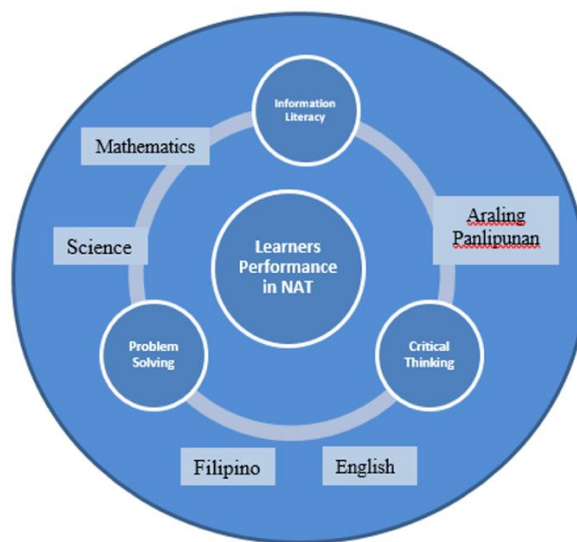 Information
Literacy
Mathematics
Araling
Panlipunan
Science
Learners
Performance
in NAT
Problem
Solving
Critical
Thinking
Filipino
English